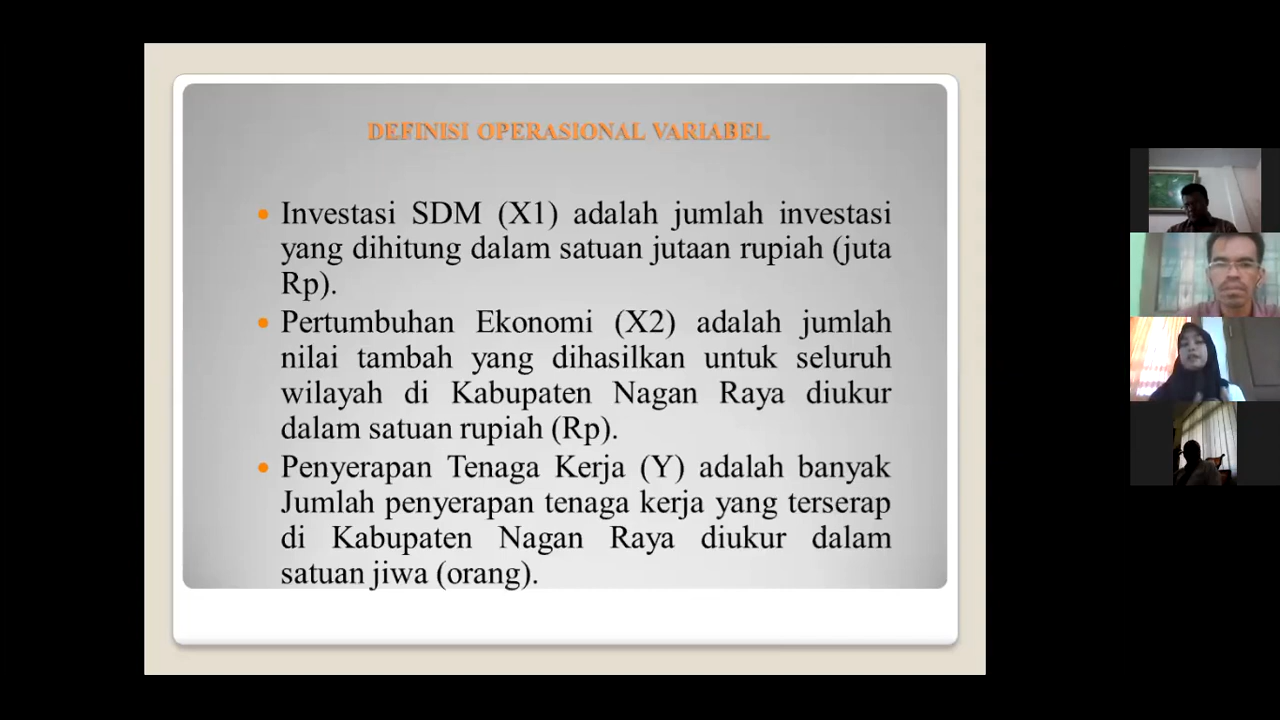 DEFINISI OPERASIONAL VARIABEL
• Investasi SDM (X1) adalah jumlah investasi
yang dihitung dalam satuan jutaan rupiah (juta
Rp).
• Pertumbuhan Ekonomi (X2) adalah jumlah
nilai tambah yang dihasilkan untuk seluruh
wilayah di Kabupaten Nagan Raya diukur
dalam satuan rupiah (Rp).
• Penyerapan Tenaga Kerja (Y) adalah banyak
Jumlah penyerapan tenaga kerja yang terserap
di Kabupaten Nagan Raya diukur dalam
satuan jiwa (orang).